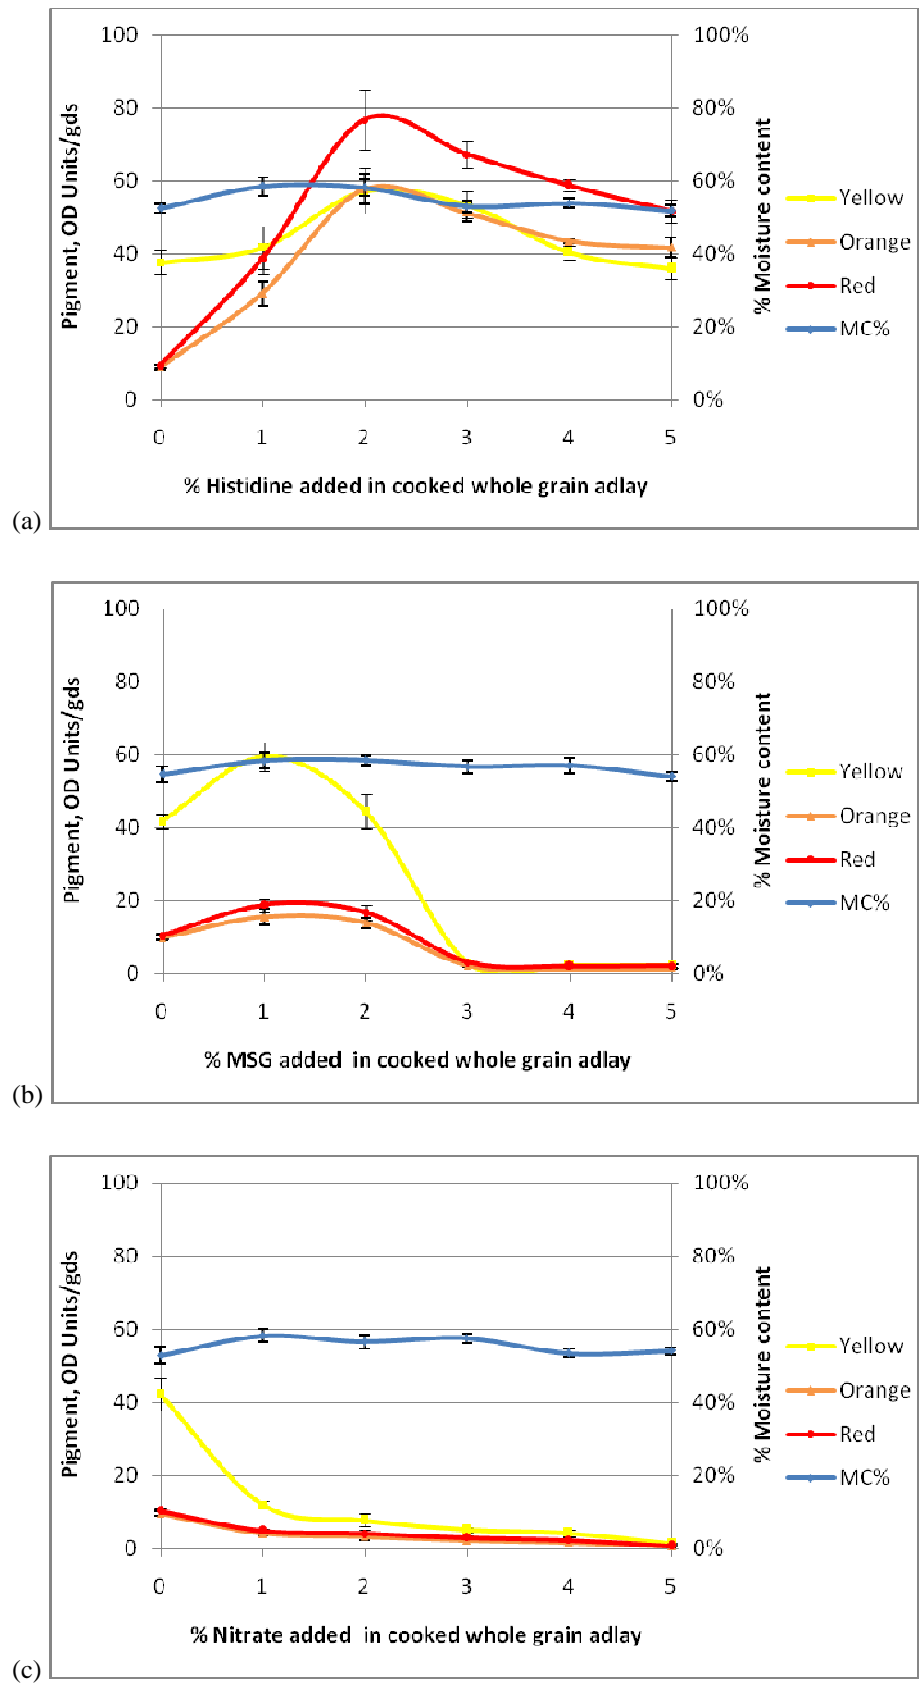 100 100%
80 80%
60 60%
40 40%
20 20%
0 0%
Pigment, OD Units/gds
% Moisture content
Yellow
Orange
Red
MC%
0 1 2 3 4 5
% Histidine added in cooked whole grain adlay
(a)
100 100%
80 80%
60 60%
40 40%
20 20%
0 0%
Pigment, OD Units/gds
% Moisture content
Yellow
Orange
Red
MC%
0 1 2 3 4 5
% MSG added in cooked whole grain adlay
(b)
100 100%
80 80%
60 60%
40 40%
20 20%
0 0%
Pigment, OD Units/gds
% Moisture content
Yellow
Orange
Red
MC%
0 1 2 3 4 5
% Nitrate added in cooked whole grain adlay
(c)